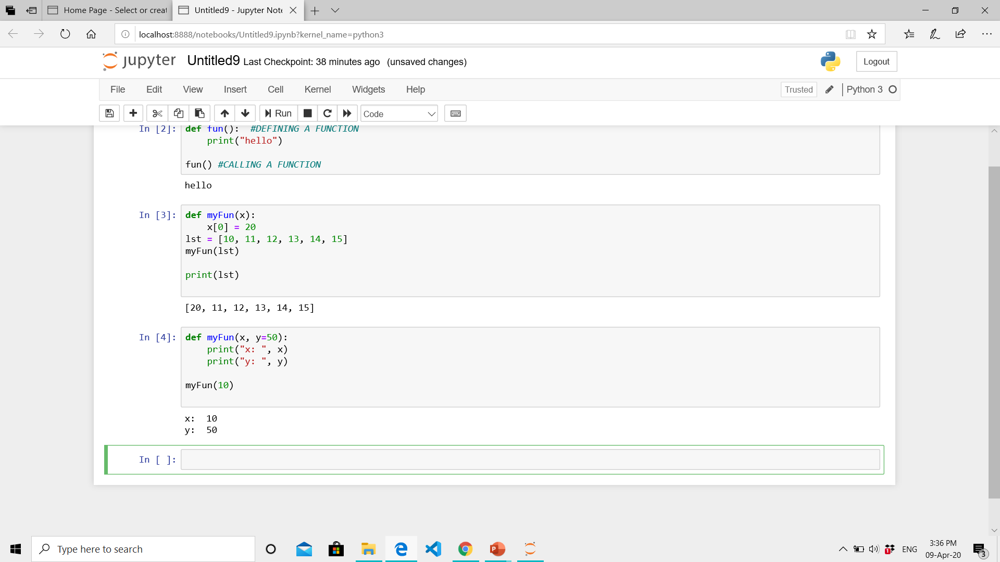 Home Page - Select or creat
Untitled9 - Jupyter Note
localhost:8888/notebooks/Untitled9.ipynb?kernel_name=python3
jupyter Untitled9 Last Checkpoint: 38 minutes ago (unsaved changes)
Logout
File Edit View Insert Cell Kernel Widgets Help
Trusted
Python 3
Run
Code
In [2]: def fun():  #DEFINING A FUNCTION
    print("hello")
fun() #CALLING A FUNCTION
hello
In [3]: def myFun(x):
    x[0] = 20
lst = [10, 11, 12, 13, 14, 15]
myFun(lst)
print(lst)
[20, 11, 12, 13, 14, 15]
In [4]: def myFun(x, y=50):
    print("x: ", x)
    print("y: ", y)
myFun(10)
x:  10
y:  50
In [ ]:
Type here to search
1
ENG
3:36 PM
09-Apr-20
3